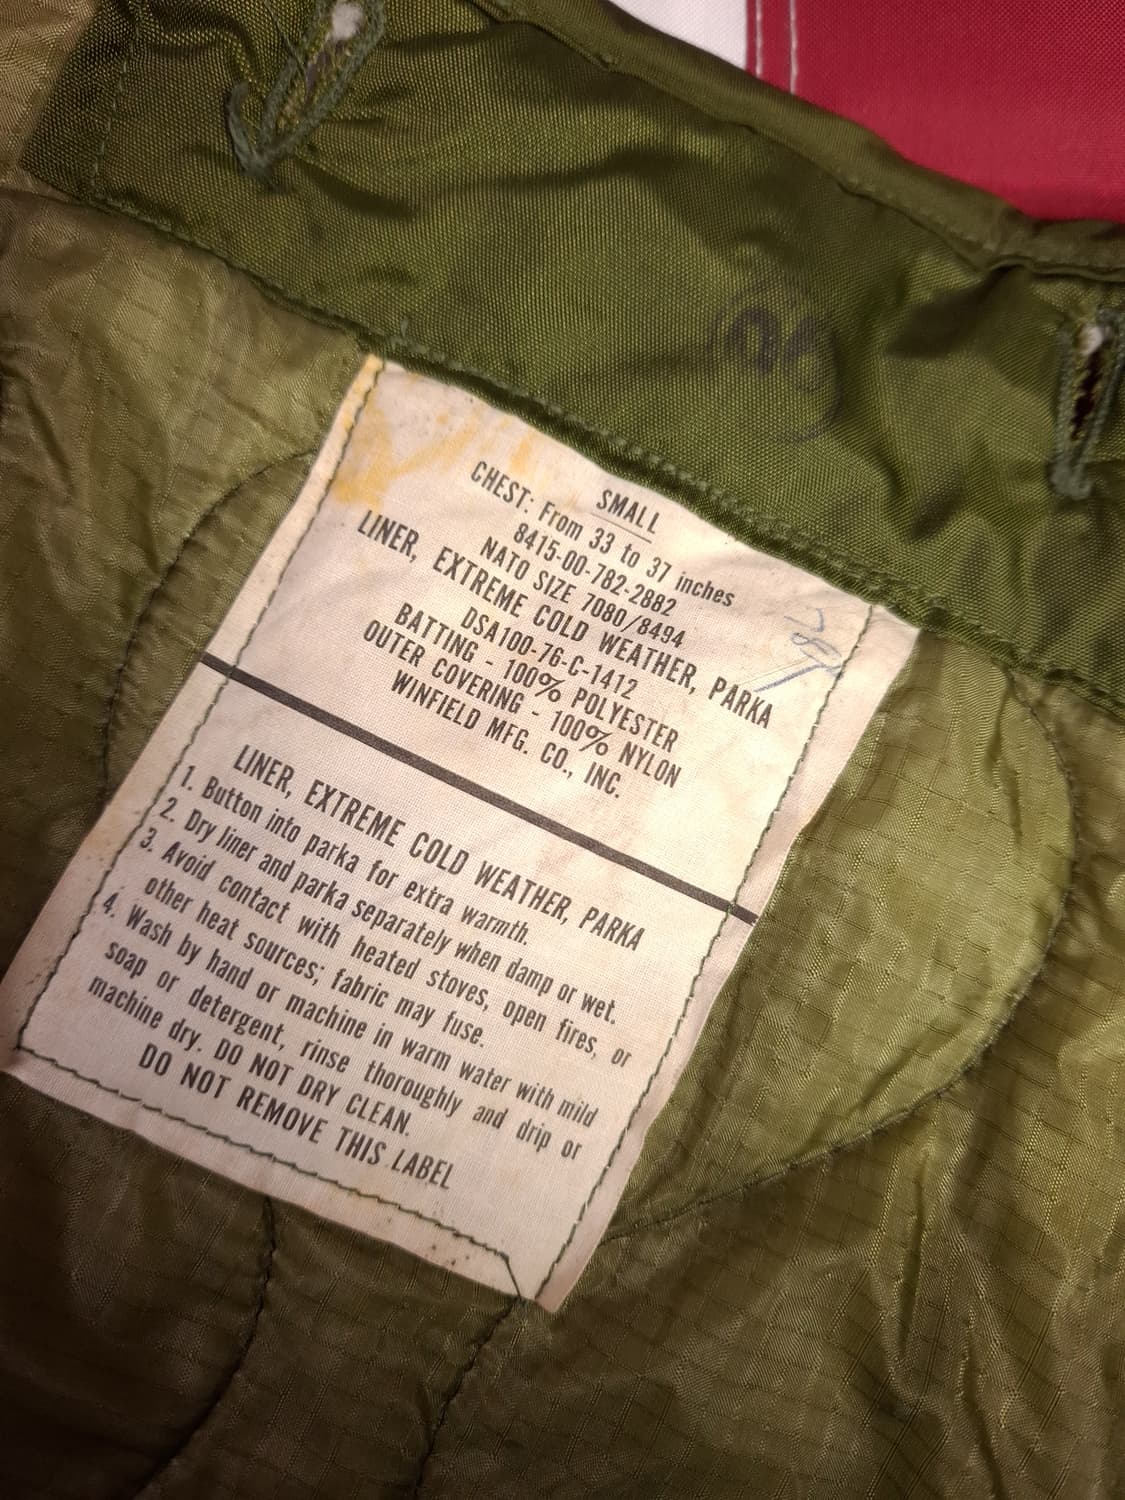 SMALL
CHEST: From 33 to 37 inches
8415-00-782-2882
NATO SIZE 7080/8494
LINER, EXTREME COLD WEATHER, PARKA
DSA100-76-C-1412
BATTING - 100% POLYESTER
OUTER COVERING - 100% NYLON
WINFIELD MFG. CO., INC.
LINER, EXTREME COLD WEATHER, PARKA
1. Button into parka for extra warmth.
2. Dry liner and parka separately when damp or wet.
3. Avoid contact with heated stoves, open fires, or
other heat sources; fabric may fuse.
4. Wash by hand or machine in warm water with mild
soap or detergent, rinse thoroughly and drip or
machine dry. DO NOT DRY CLEAN.
DO NOT REMOVE THIS LABEL